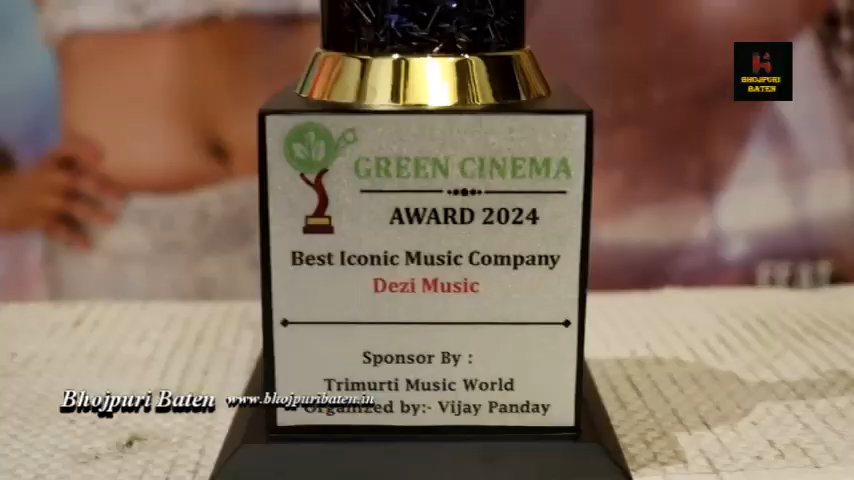 BHOJPURI
BATEN
GREEN CINEMA
AWARD 2024
Best Iconic Music Company
Dezi Music
Sponsor By :
Trimurti Music World
Organized by:- Vijay Panday
Bhojpuri Baten www.bhojpuribaten.in